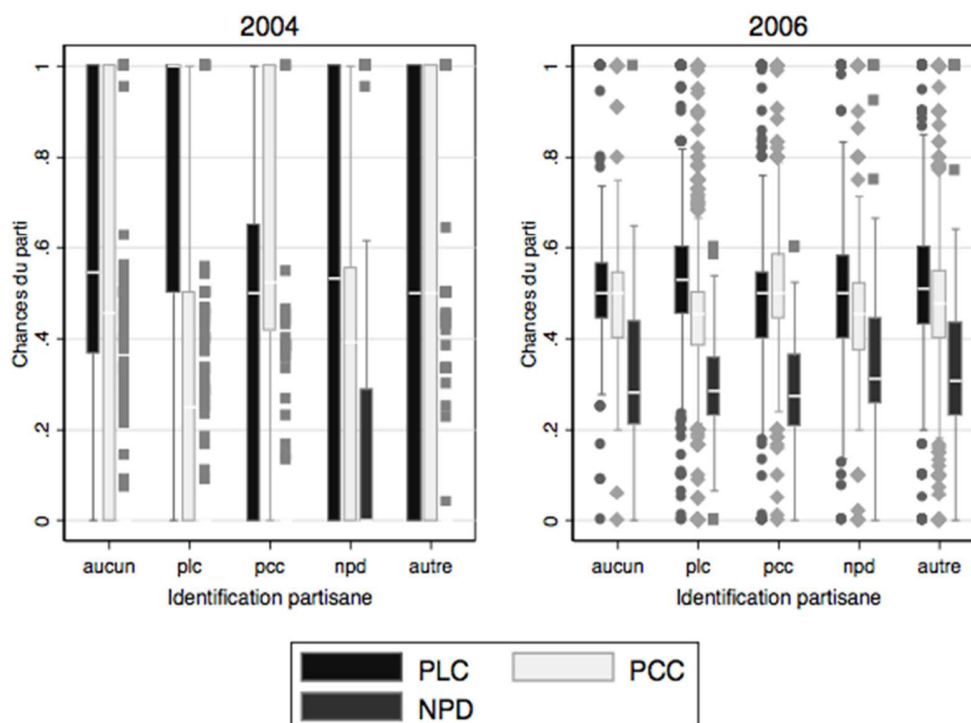 2004
2006
Chances du parti
1
.8
.6
.4
.2
0
aucun plc pcc npd autre
Identification partisane
Chances du parti
1
.8
.6
.4
.2
0
aucun plc pcc npd autre
Identification partisane
PLC PCC
NPD